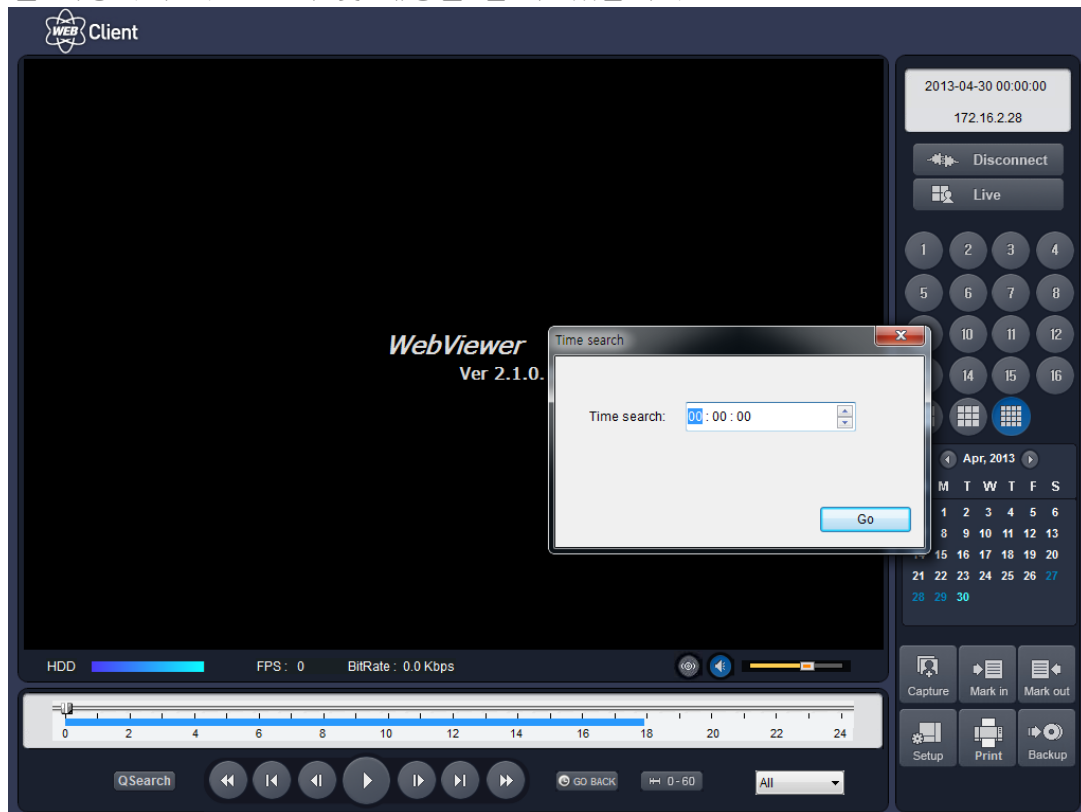 WEB Client
2013-04-30 00:00:00
172.16.2.28
Disconnect
Live
1 2 3 4
5 6 7 8
10 11 12
14 15 16
WebViewer
Ver 2.1.0.
Time search
Time search: 00 : 00 : 00
Go
Apr, 2013
M T W T F S
1 2 3 4 5 6
8 9 10 11 12 13
15 16 17 18 19 20
21 22 23 24 25 26 27
28 29 30
HDD FPS : 0 BitRate : 0.0 Kbps
0 2 4 6 8 10 12 14 16 18 20 22 24
QSearch GO BACK 0-60 All
Capture Mark in Mark out
Setup Print Backup